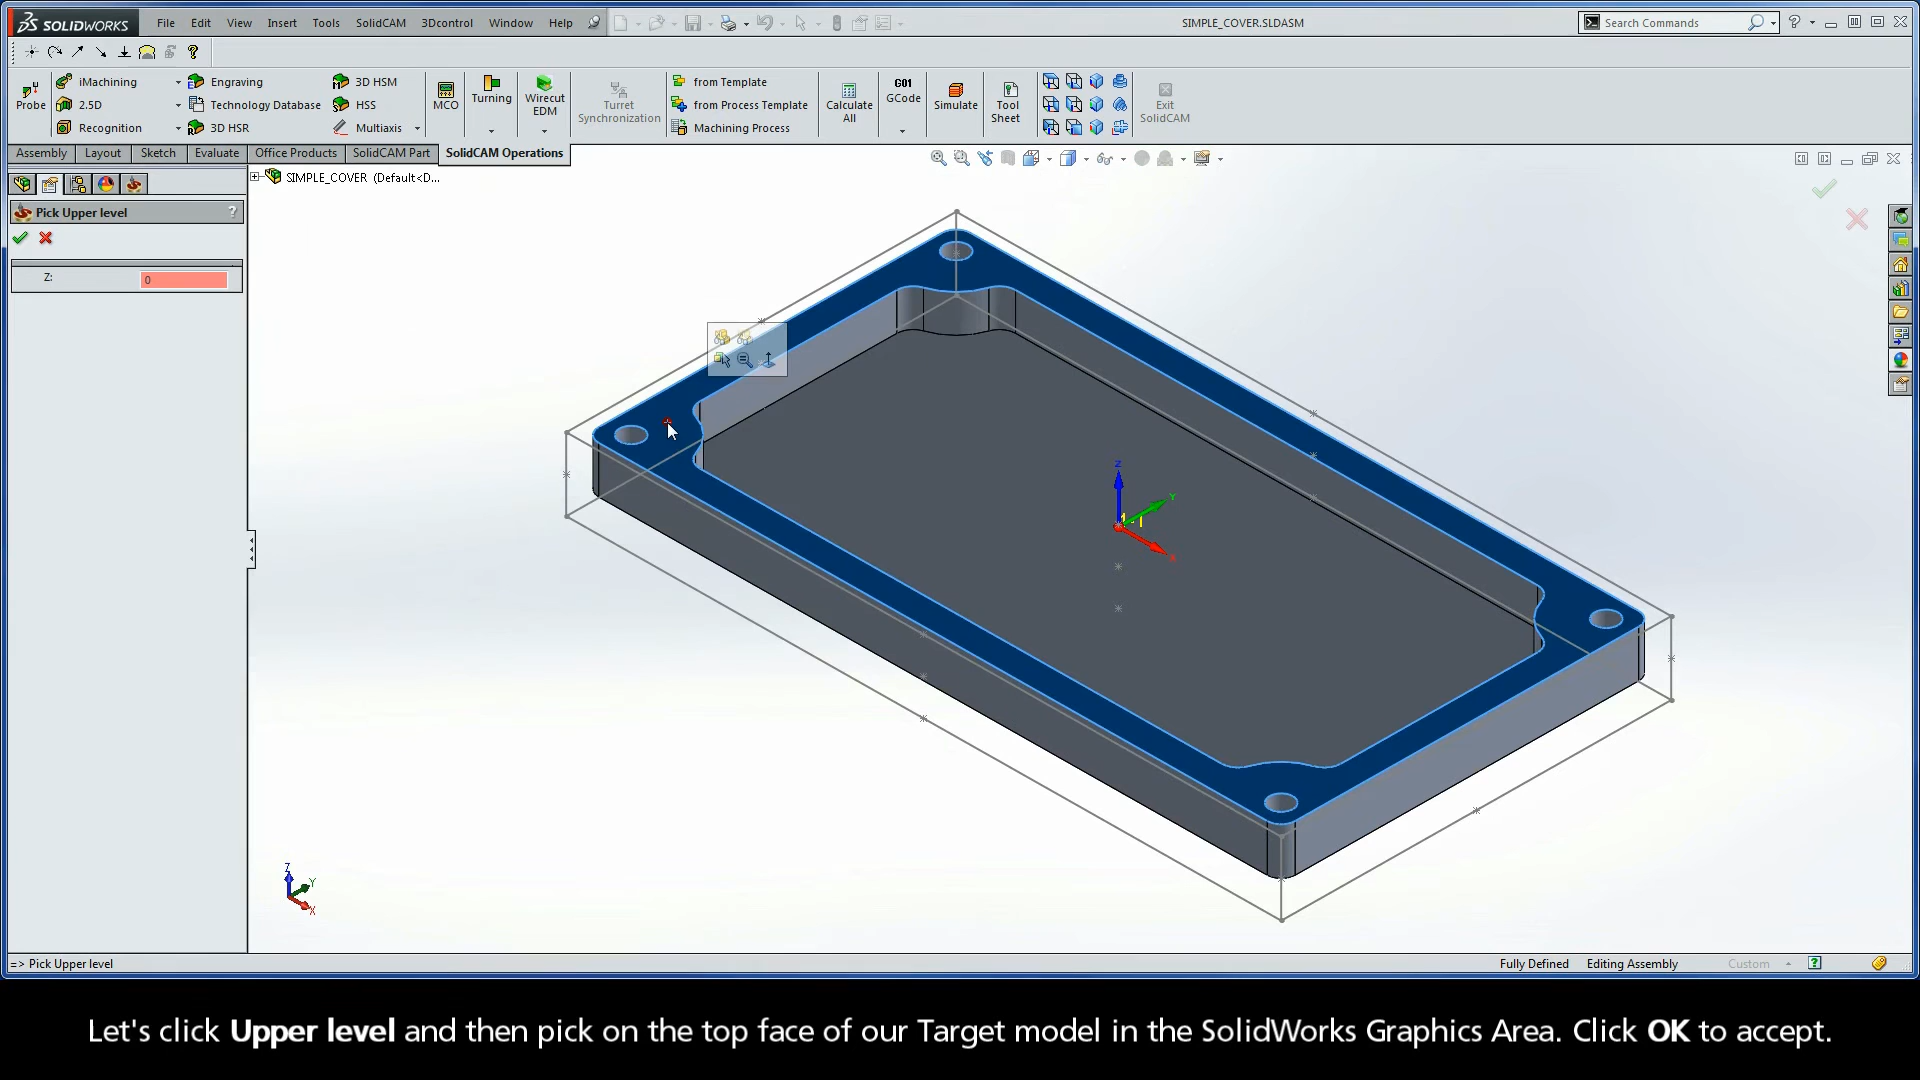 SOLIDWORKS File Edit View Insert Tools SolidCAM 3Dcontrol Window Help SIMPLE_COVER.SLDASM Search Commands
Probe iMachining Engraving 3D HSM
2.5D Technology Database HSS
Recognition 3D HSR Multiaxis
MCO Turning Wirecut EDM Turret Synchronization
from Template
from Process Template
Machining Process
Calculate All G01 GCode Simulate Tool Sheet Exit SolidCAM
Assembly Layout Sketch Evaluate Office Products SolidCAM Part SolidCAM Operations
SIMPLE_COVER (Default<D...
Pick Upper level ?
Z: 0
Z Y X
Z Y X
=> Pick Upper level Fully Defined Editing Assembly Custom
Let's click Upper level and then pick on the top face of our Target model in the SolidWorks Graphics Area. Click OK to accept.